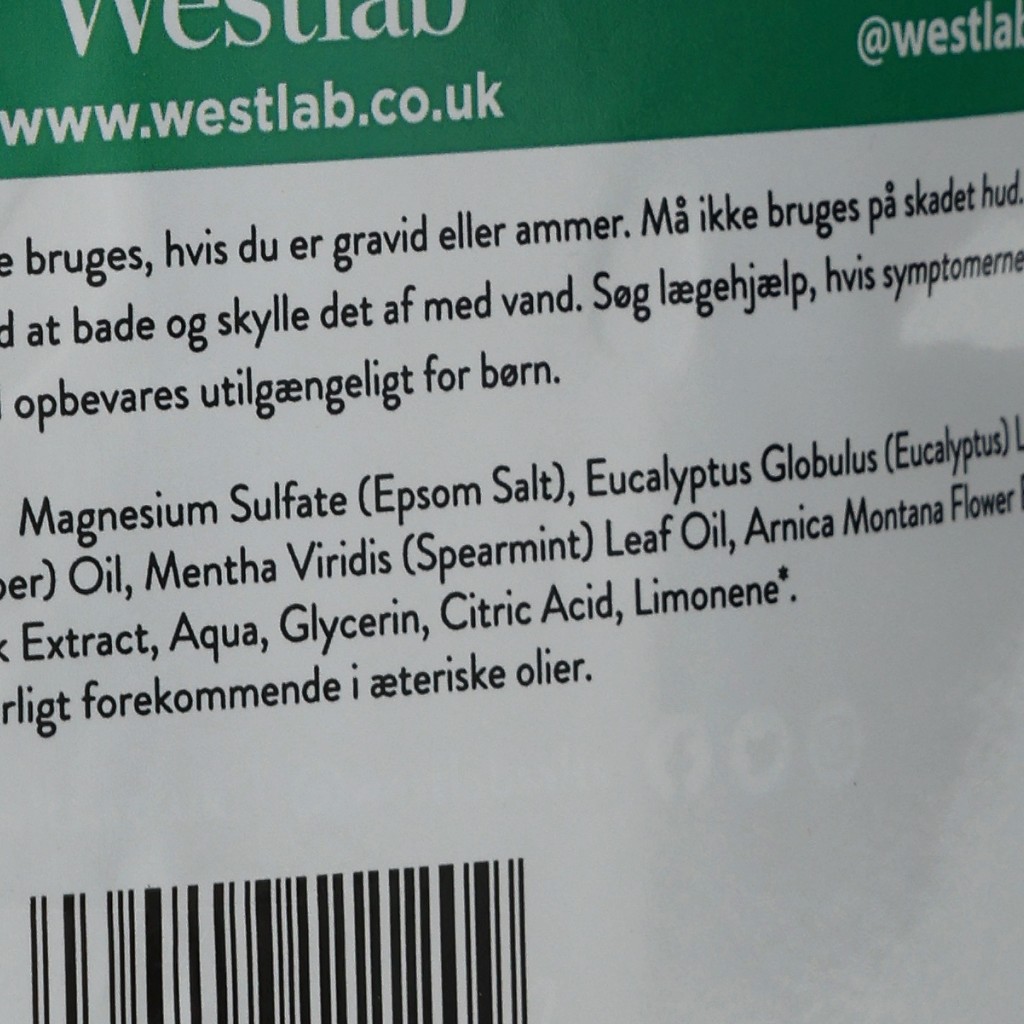 Westlab
www.westlab.co.uk
@westlab
bruges, hvis du er gravid eller ammer. Må ikke bruges på skadet hud.
at bade og skylle det af med vand. Søg lægehjælp, hvis symptomerne
opbevares utilgængeligt for børn.
Magnesium Sulfate (Epsom Salt), Eucalyptus Globulus (Eucalyptus)
Oil, Mentha Viridis (Spearmint) Leaf Oil, Arnica Montana Flower
Extract, Aqua, Glycerin, Citric Acid, Limonene*.
forekommende i æteriske olier.